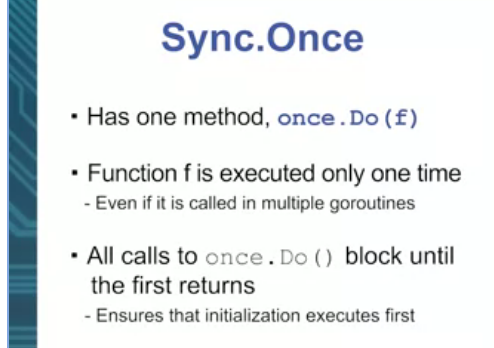 Sync.Once
▪ Has one method, once.Do(f)
▪ Function f is executed only one time
- Even if it is called in multiple goroutines
▪ All calls to once.Do() block until
the first returns
- Ensures that initialization executes first